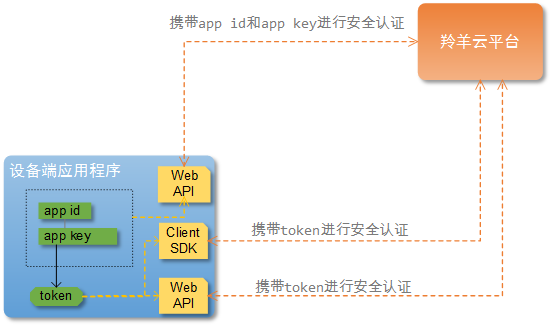 携带app id和app key进行安全认证
羚羊云平台
设备端应用程序
Web
API
app id
app key
Client
SDK
携带token进行安全认证
token
Web
API
携带token进行安全认证